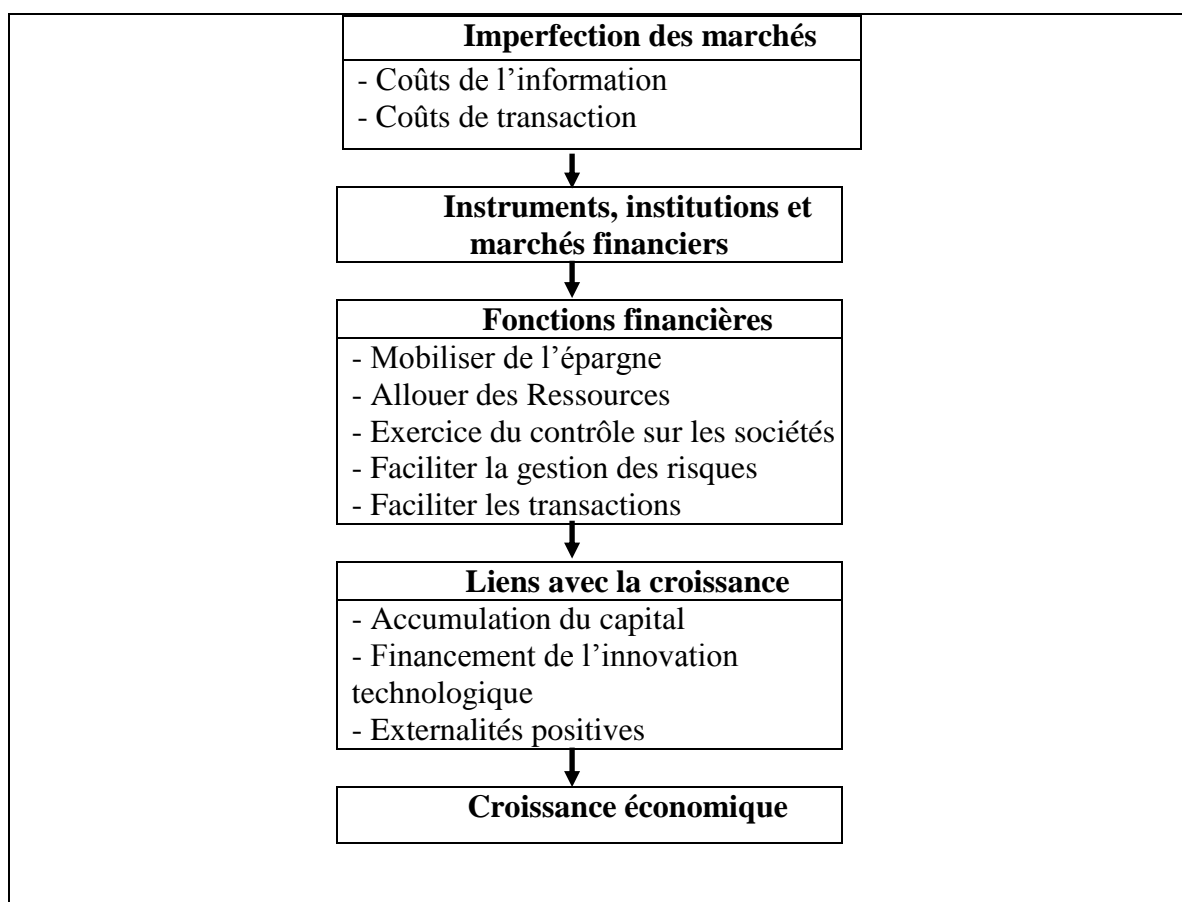 Imperfection des marchés
- Coûts de l’information
- Coûts de transaction
Instruments, institutions et
marchés financiers
Fonctions financières
- Mobiliser de l’épargne
- Allouer des Ressources
- Exercice du contrôle sur les sociétés
- Faciliter la gestion des risques
- Faciliter les transactions
Liens avec la croissance
- Accumulation du capital
- Financement de l’innovation
technologique
- Externalités positives
Croissance économique